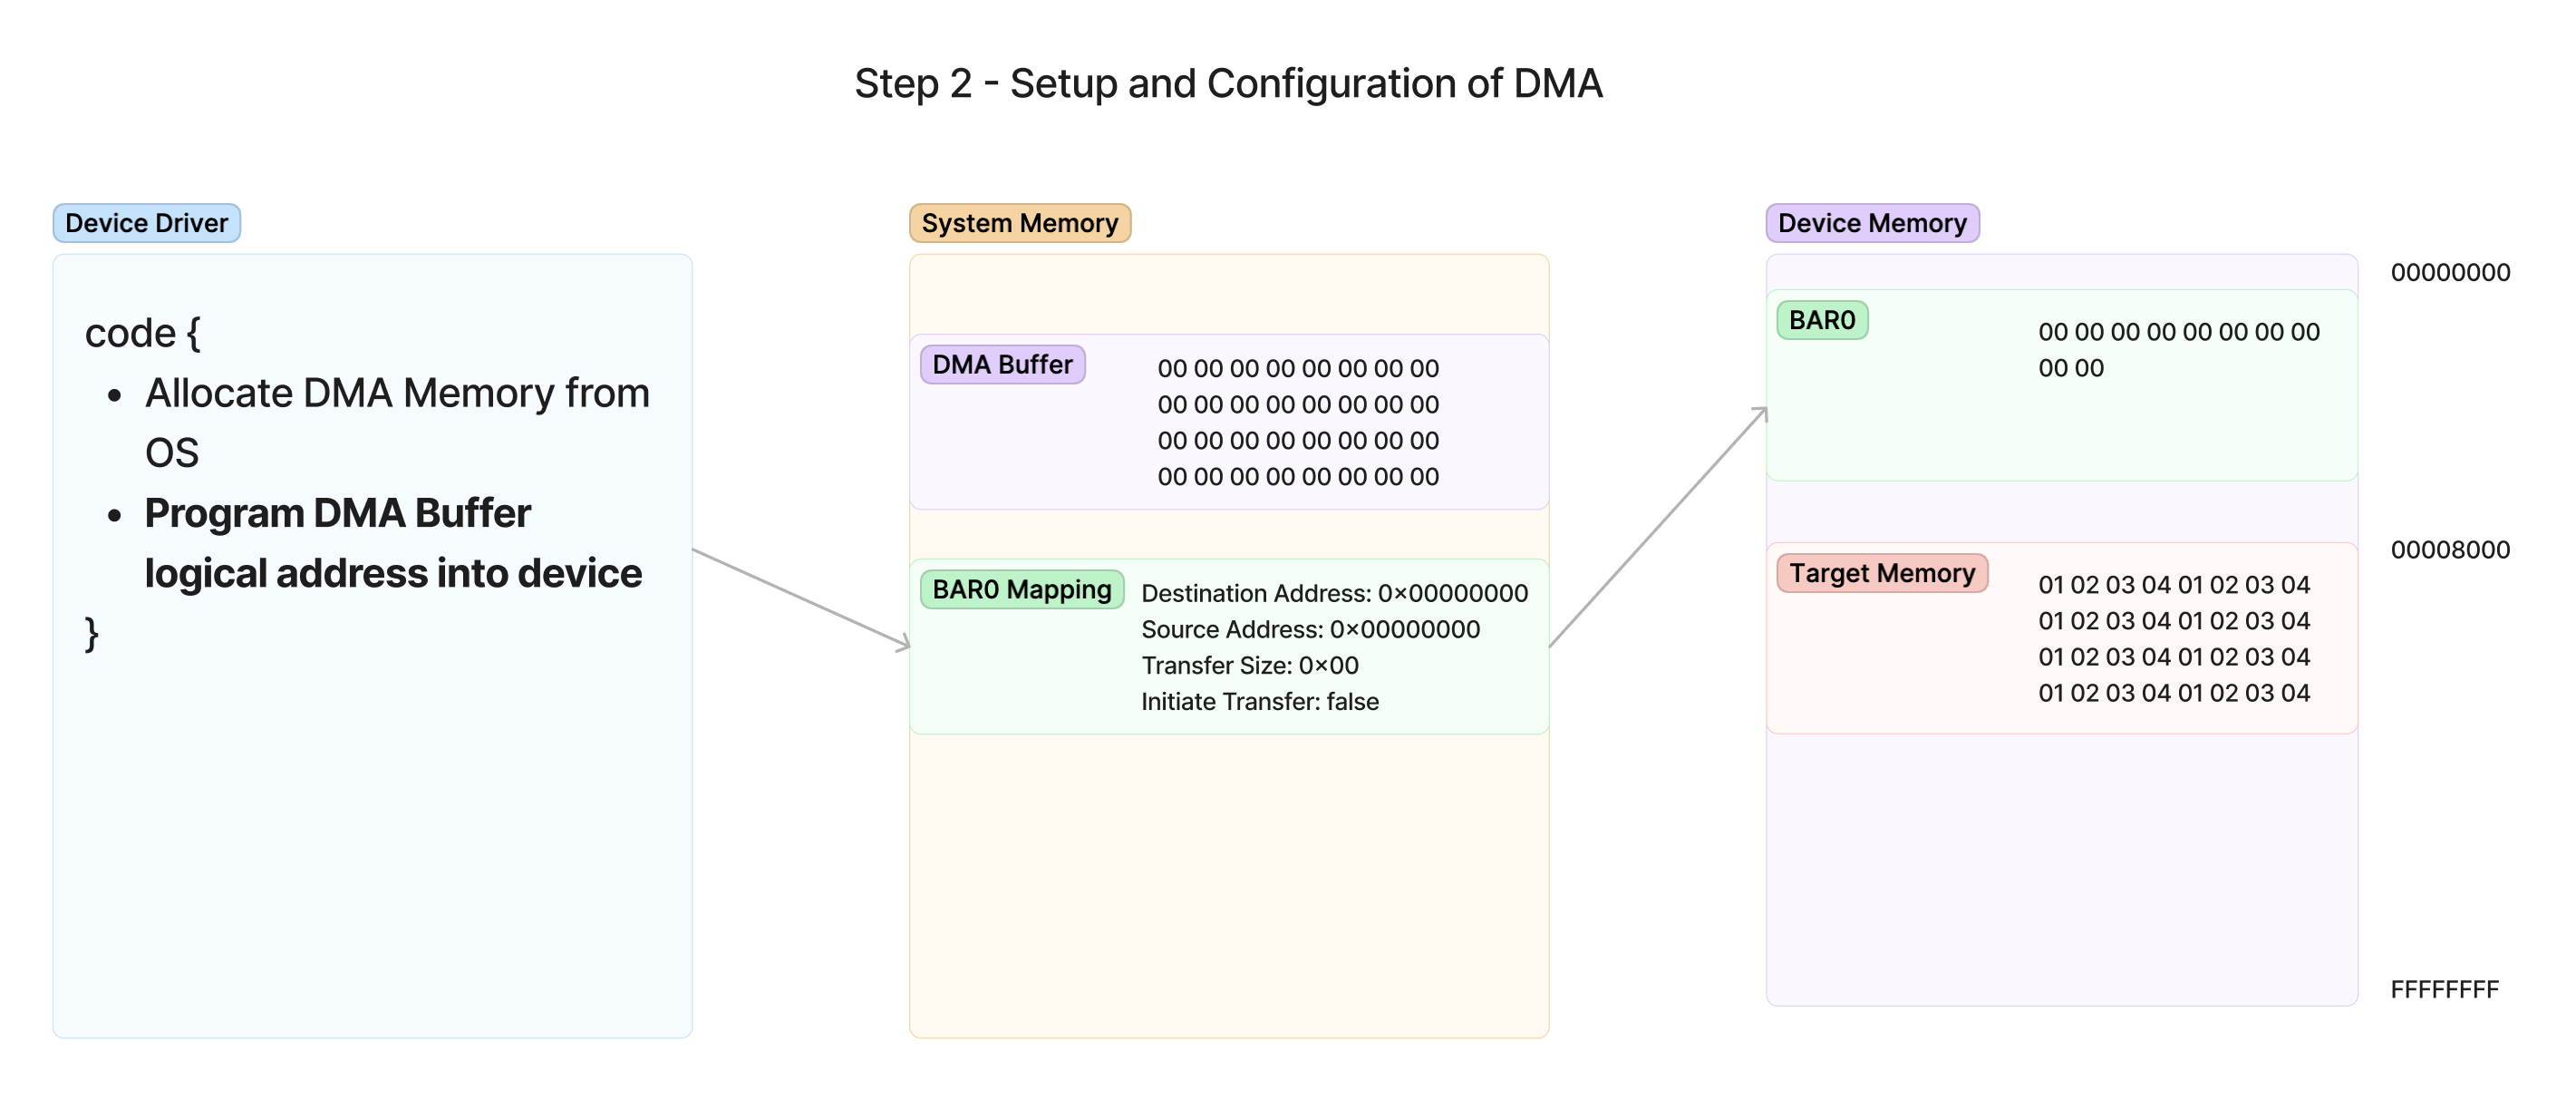 Step 2 - Setup and Configuration of DMA
Device Driver
code {
• Allocate DMA Memory from
OS
• Program DMA Buffer
logical address into device
}
System Memory
DMA Buffer
00 00 00 00 00 00 00 00
00 00 00 00 00 00 00 00
00 00 00 00 00 00 00 00
00 00 00 00 00 00 00 00
BAR0 Mapping
Destination Address: 0×00000000
Source Address: 0×00000000
Transfer Size: 0×00
Initiate Transfer: false
Device Memory
00000000
BAR0
00 00 00 00 00 00 00 00
00 00
00008000
Target Memory
01 02 03 04 01 02 03 04
01 02 03 04 01 02 03 04
01 02 03 04 01 02 03 04
01 02 03 04 01 02 03 04
FFFFFFFF